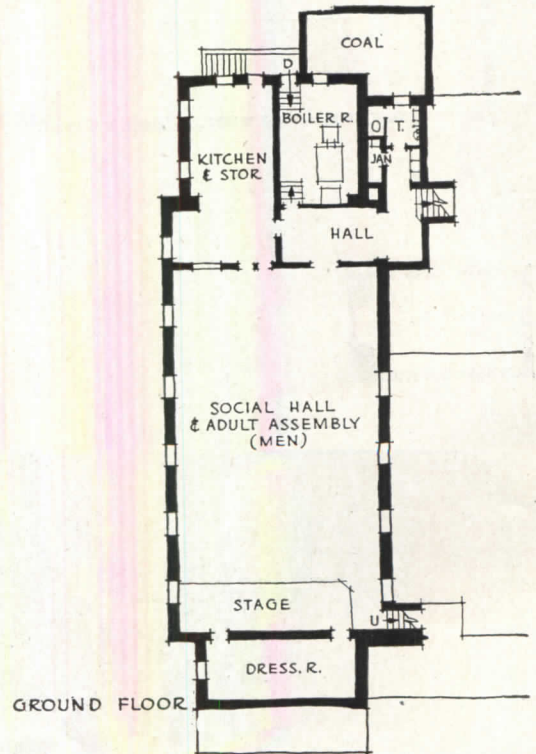 COAL
D
BOILER R.
O T.
JAN
KITCHEN
& STOR.
HALL
SOCIAL HALL
& ADULT ASSEMBLY
(MEN)
STAGE
U
DRESS. R.
GROUND FLOOR